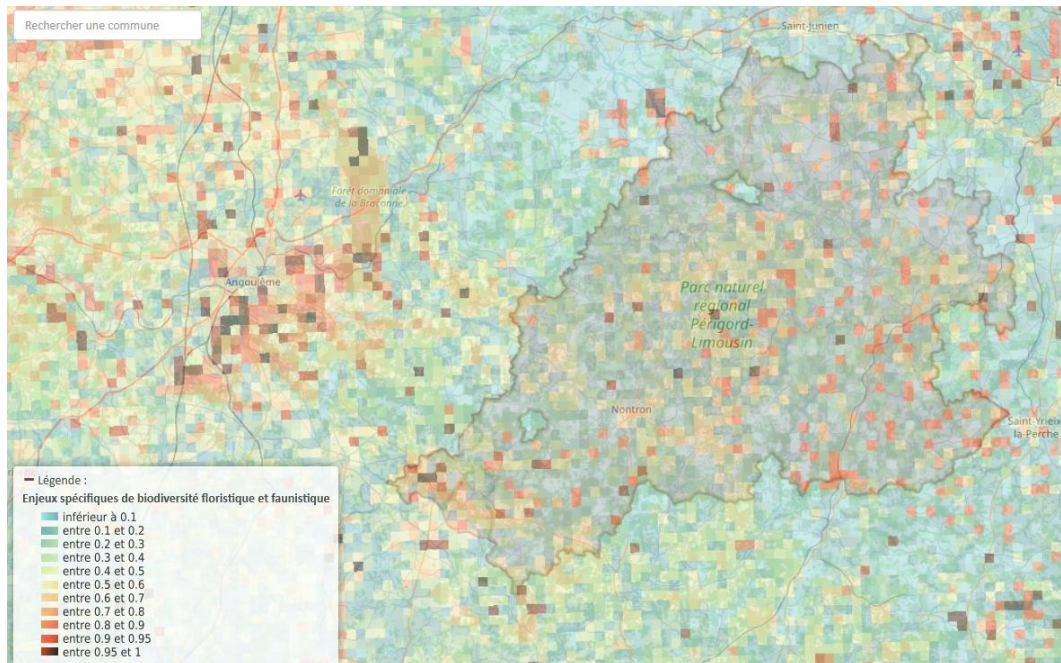 Rechercher une commune
Saint-Junien
Forêt domaniale
de la Braconne
Angoulême
Parc naturel
régional
Périgord-
Limousin
Nontron
Saint-Yrieix
la-Perche
Légende :
Enjeux spécifiques de biodiversité floristique et faunistique
inférieur à 0.1
entre 0.1 et 0.2
entre 0.2 et 0.3
entre 0.3 et 0.4
entre 0.4 et 0.5
entre 0.5 et 0.6
entre 0.6 et 0.7
entre 0.7 et 0.8
entre 0.8 et 0.9
entre 0.9 et 0.95
entre 0.95 et 1